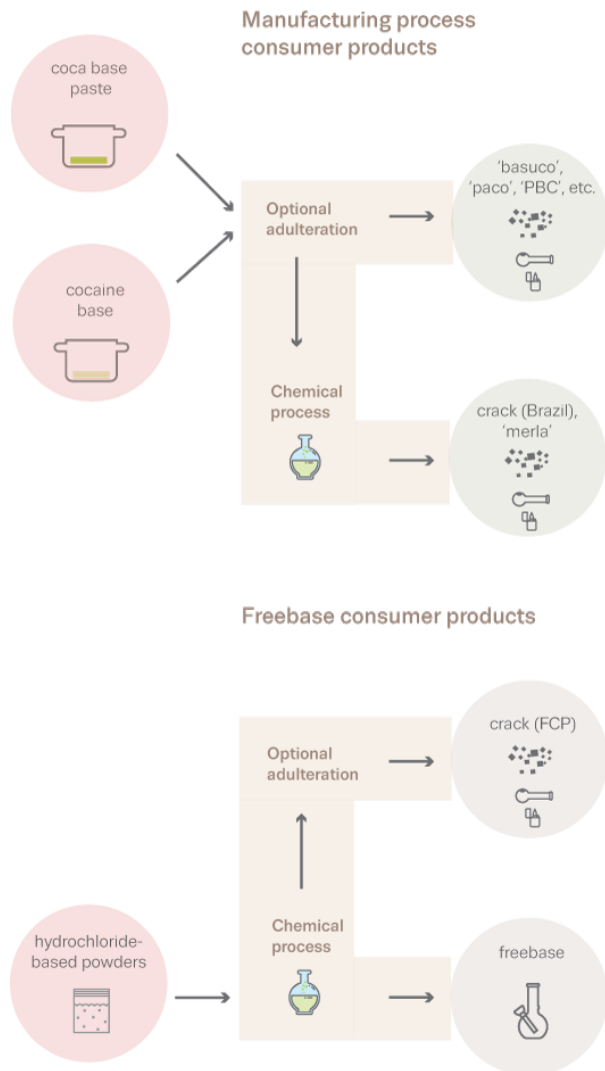 Manufacturing process
consumer products
coca base
paste
'basuco',
'paco', 'PBC', etc.
Optional
adulteration
cocaine
base
Chemical
process
crack (Brazil),
'merla'
Freebase consumer products
crack (FCP)
Optional
adulteration
Chemical
process
hydrochloride-
based powders
freebase